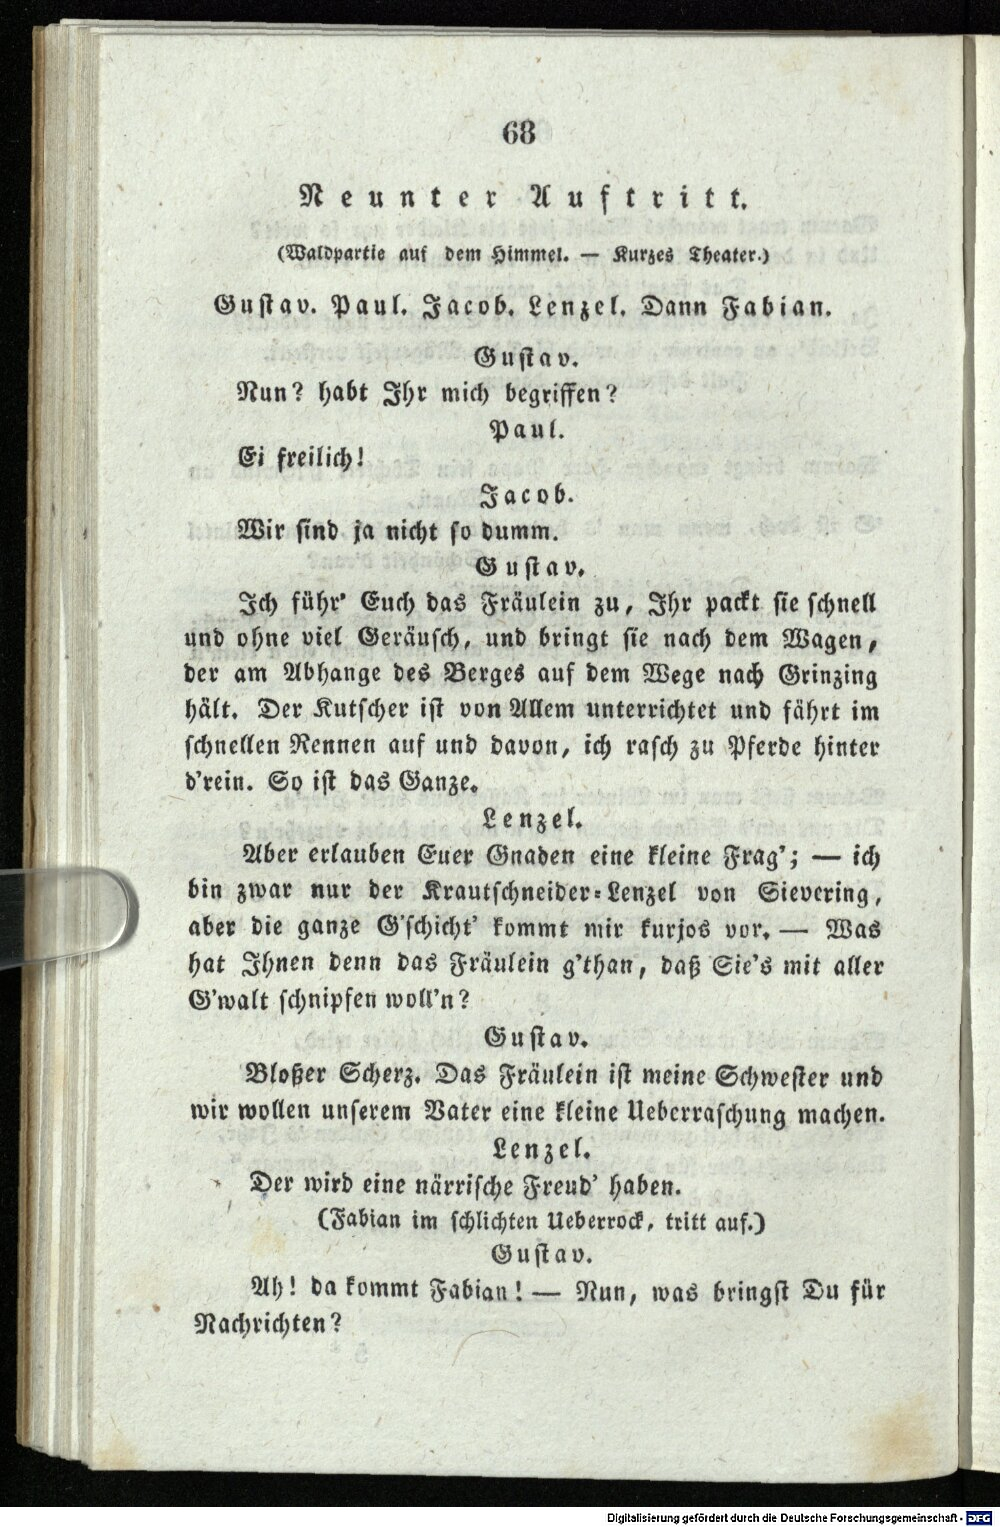 68
Neunter Auftritt.
(Waldpartie auf dem Himmel. — Kurzes Theater.)
Gustav. Paul. Jacob. Lenzel. Dann Fabian.
Gustav.
Nun? habt Ihr mich begriffen?
Paul.
Ei freilich!
Jacob.
Wir sind ja nicht so dumm.
Gustav.
Ich führ' Euch das Fräulein zu, Ihr packt sie schnell
und ohne viel Geräusch, und bringt sie nach dem Wagen,
der am Abhange des Berges auf dem Wege nach Grinzing
hält. Der Kutscher ist von Allem unterrichtet und fährt im
schnellen Rennen auf und davon, ich rasch zu Pferde hinter
d'rein. So ist das Ganze.
Lenzel.
Aber erlauben Euer Gnaden eine kleine Frag'; — ich
bin zwar nur der Krautschneider-Lenzel von Sievering,
aber die ganze G'schicht' kommt mir kurjos vor. — Was
hat Ihnen denn das Fräulein g'than, daß Sie's mit aller
G'walt schnipfen woll'n?
Gustav.
Bloßer Scherz. Das Fräulein ist meine Schwester und
wir wollen unserem Vater eine kleine Ueberraschung machen.
Lenzel.
Der wird eine närrische Freud' haben.
(Fabian im schlichten Ueberrock, tritt auf.)
Gustav.
Ah! da kommt Fabian! — Nun, was bringst Du für
Nachrichten?
Digitalisierung gefördert durch die Deutsche Forschungsgemeinschaft - DFG